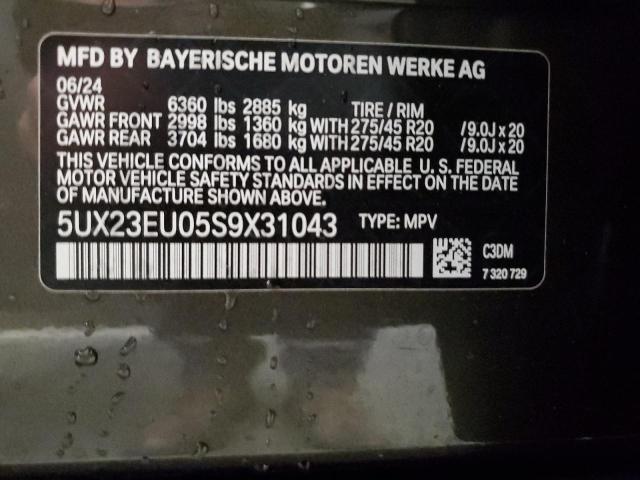 MFD BY BAYERISCHE MOTOREN WERKE AG
06/24
GVWR 6360 lbs 2885 kg TIRE / RIM
GAWR FRONT 2998 lbs 1360 kg WITH 275/45 R20 /9.0J x 20
GAWR REAR 3704 lbs 1680 kg WITH 275/45 R20 /9.0J x 20
THIS VEHICLE CONFORMS TO ALL APPLICABLE U. S. FEDERAL
MOTOR VEHICLE SAFETY STANDARDS IN EFFECT ON THE DATE
OF MANUFACTURE SHOWN ABOVE.
5UX23EU05S9X31043 TYPE: MPV
C3DM
7 320 729